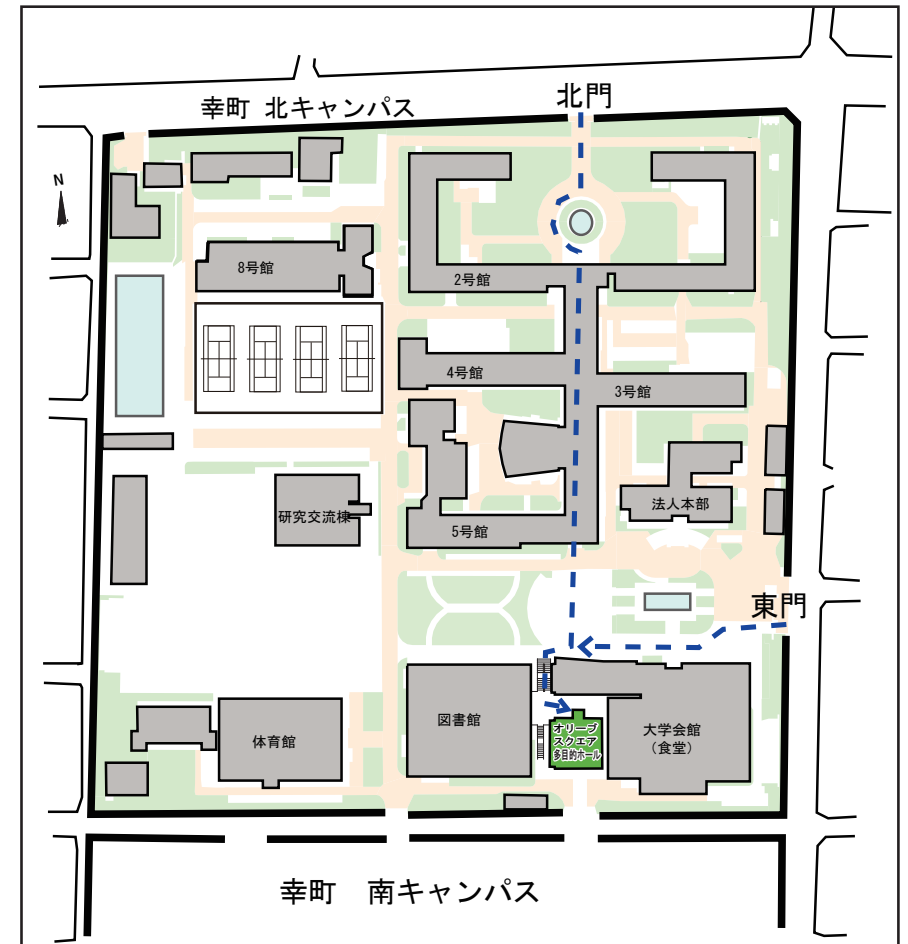 幸町 北キャンパス
北門
N
8号館
2号館
4号館
3号館
研究交流棟
5号館
法人本部
東門
図書館
オリーブ
スクエア
多目的ホール
大学会館
(食堂)
体育館
幸町 南キャンパス